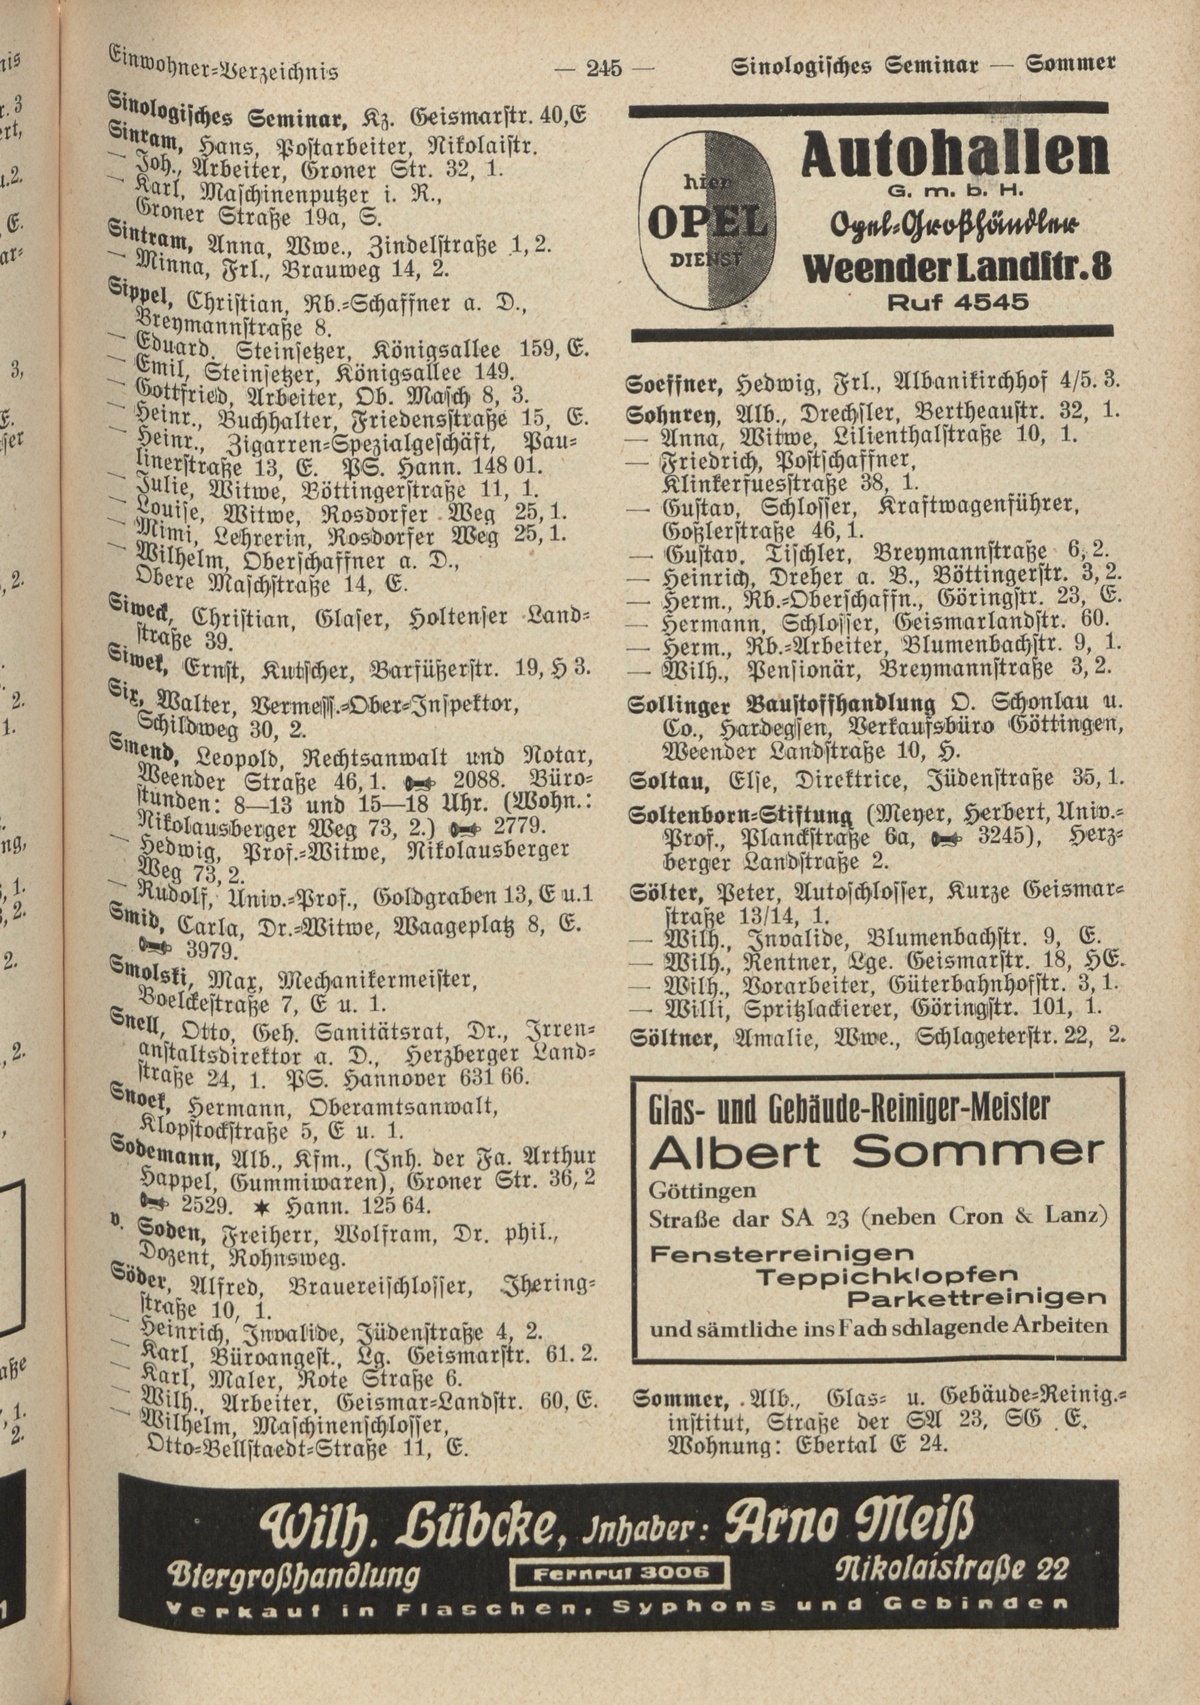 Einwohner-Verzeichnis — 245 — Sinologisches Seminar — Sommer
Sinologisches Seminar, Kz. Geismarstr. 40, E
Sinram, Hans, Postarbeiter, Nikolaistr.
— Joh., Arbeiter, Groner Str. 32, 1.
— Karl, Maschinenputzer i. R.,
Groner Straße 19a, S.
Sintram, Anna, Wwe., Zindelstraße 1, 2.
— Minna, Frl., Brauweg 14, 2.
Sippel, Christian, Rb.-Schaffner a. D.,
Breymannstraße 8.
— Eduard, Steinsetzer, Königsallee 159, E.
— Emil, Steinsetzer, Königsallee 149.
— Gottfried, Arbeiter, Ob. Masch 8, 3.
— Heinr., Buchhalter, Friedensstraße 15, E.
— Heinr., Zigarren-Spezialgeschäft, Pau-
linerstraße 13, E. PS. Hann. 148 01.
— Julie, Witwe, Böttingerstraße 11, 1.
— Louise, Witwe, Rosdorfer Weg 25, 1.
— Mimi, Lehrerin, Rosdorfer Weg 25, 1.
— Wilhelm, Oberschaffner a. D.,
Obere Maschstraße 14, E.
Siweck, Christian, Glaser, Holtenser Land-
straße 39.
Siwek, Ernst, Kutscher, Barfüßerstr. 19, H 3.
Six, Walter, Vermess.-Ober-Inspektor,
Schildweg 30, 2.
Smend, Leopold, Rechtsanwalt und Notar,
Weender Straße 46, 1. 2088. Büro-
stunden: 8—13 und 15—18 Uhr. (Wohn.:
Nikolausberger Weg 73, 2.) 2779.
— Hedwig, Prof.-Witwe, Nikolausberger
Weg 73, 2.
— Rudolf, Univ.-Prof., Goldgraben 13, E u. 1
Smid, Carla, Dr.-Witwe, Waageplatz 8, E.
3979.
Smolski, Max, Mechanikermeister,
Boelckestraße 7, E u. 1.
Snell, Otto, Geh. Sanitätsrat, Dr., Irren-
anstaltsdirektor a. D., Herzberger Land-
straße 24, 1. PS. Hannover 631 66.
Snoek, Hermann, Oberamtsanwalt,
Klopstockstraße 5, E u. 1.
Sodemann, Alb., Kfm., (Inh. der Fa. Arthur
Happel, Gummiwaren), Groner Str. 36, 2
2529. ★ Hann. 125 64.
v. Soden, Freiherr, Wolfram, Dr. phil.,
Dozent, Rohnsweg.
Söder, Alfred, Brauereischlosser, Jhering-
straße 10, 1.
— Heinrich, Invalide, Jüdenstraße 4, 2.
— Karl, Büroangest., Lg. Geismarstr. 61. 2.
— Karl, Maler, Rote Straße 6.
— Wilh., Arbeiter, Geismar-Landstr. 60, E.
— Wilhelm, Maschinenschlosser,
Otto-Bellstaedt-Straße 11, E.
hier
OPEL
DIENST
Autohallen
G. m. b. H.
Opel-Großhändler
Weender Landstr. 8
Ruf 4545
Soeffner, Hedwig, Frl., Albanikirchhof 4/5. 3.
Sohnrey, Alb., Drechsler, Bertheaustr. 32, 1.
— Anna, Witwe, Lilienthalstraße 10, 1.
— Friedrich, Postschaffner,
Klinkerfuesstraße 38, 1.
— Gustav, Schlosser, Kraftwagenführer,
Goßlerstraße 46, 1.
— Gustav, Tischler, Breymannstraße 6, 2.
— Heinrich, Dreher a. B., Böttingerstr. 3, 2.
— Herm., Rb.-Oberschaffn., Göringstr. 23, E.
— Hermann, Schlosser, Geismarlandstr. 60.
— Herm., Rb.-Arbeiter, Blumenbachstr. 9, 1.
— Wilh., Pensionär, Breymannstraße 3, 2.
Sollinger Baustoffhandlung O. Schonlau u.
Co., Hardegsen, Verkaufsbüro Göttingen,
Weender Landstraße 10, H.
Soltau, Else, Direktrice, Jüdenstraße 35, 1.
Soltenborn-Stiftung (Meyer, Herbert, Univ.-
Prof., Planckstraße 6a, 3245), Herz-
berger Landstraße 2.
Sölter, Peter, Autoschlosser, Kurze Geismar-
straße 13/14, 1.
— Wilh., Invalide, Blumenbachstr. 9, E.
— Wilh., Rentner, Lge. Geismarstr. 18, HE.
— Wilh., Vorarbeiter, Güterbahnhofstr. 3, 1.
— Willi, Spritzlackierer, Göringstr. 101, 1.
Söltner, Amalie, Wwe., Schlageterstr. 22, 2.
Glas- und Gebäude-Reiniger-Meister
Albert Sommer
Göttingen
Straße dar SA 23 (neben Cron & Lanz)
Fensterreinigen
Teppichklopfen
Parkettreinigen
und sämtliche ins Fach schlagende Arbeiten
Sommer, Alb., Glas- u. Gebäude-Reinig.-
institut, Straße der SA 23, SG E.
Wohnung: Ebertal E 24.
Wilh. Lübcke, Inhaber: Arno Meiß
Biergroßhandlung Fernruf 3006 Nikolaistraße 22
Verkauf in Flaschen, Syphons und Gebinden